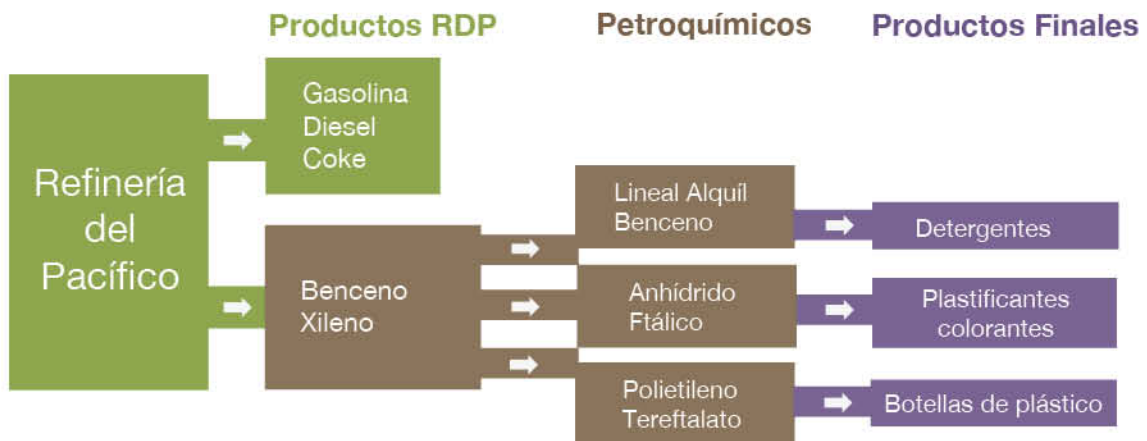 Productos RDP
Petroquímicos
Productos Finales
Refinería
del
Pacífico
Gasolina
Diesel
Coke
Benceno
Xileno
Lineal Alquíl
Benceno
Anhídrido
Ftálico
Polietileno
Tereftalato
Detergentes
Plastificantes
colorantes
Botellas de plástico